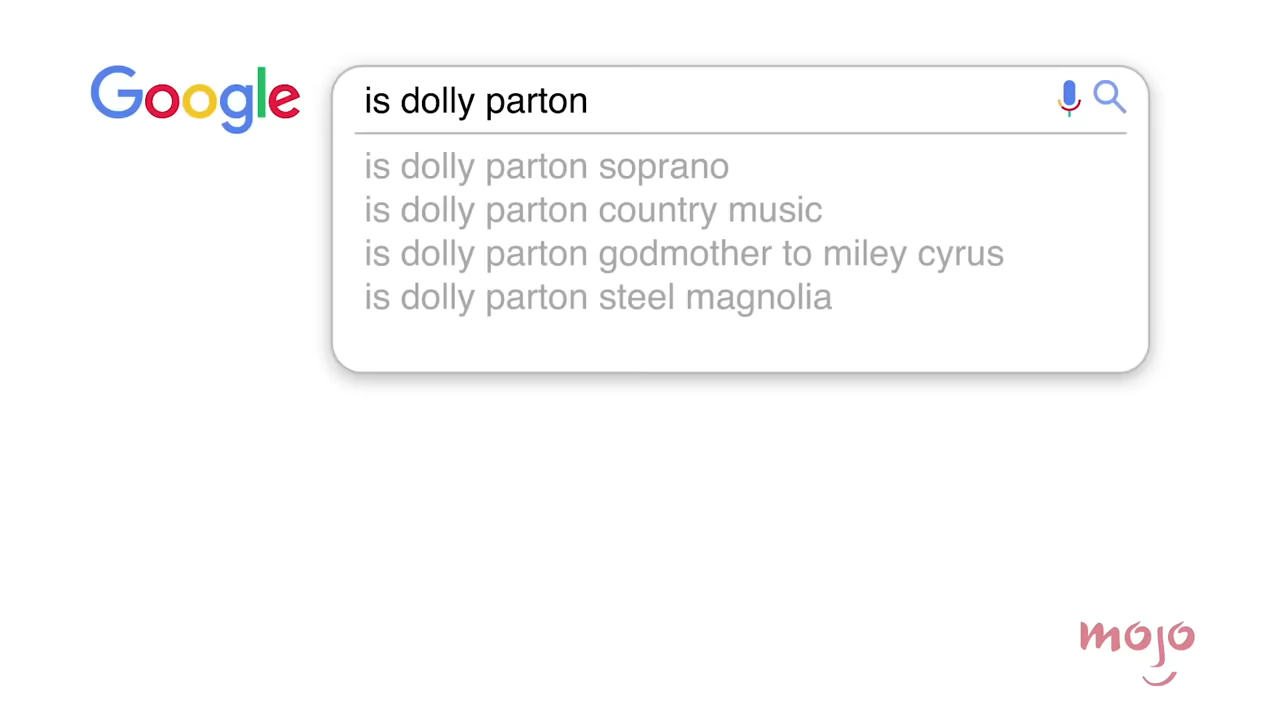 Google
is dolly parton
is dolly parton soprano
is dolly parton country music
is dolly parton godmother to miley cyrus
is dolly parton steel magnolia
mojo